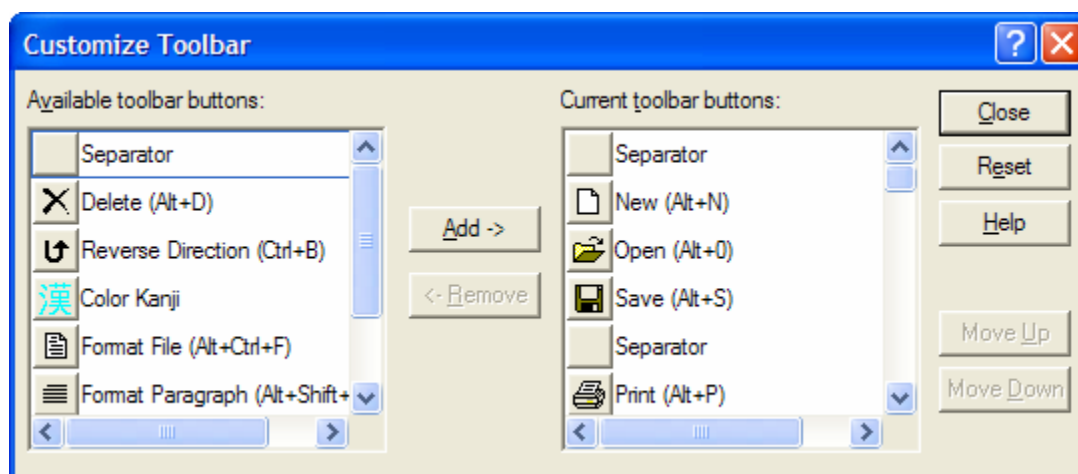 Customize Toolbar
Available toolbar buttons:
Separator
Delete (Alt+D)
Reverse Direction (Ctrl+B)
漢 Color Kanji
Format File (Alt+Ctrl+F)
Format Paragraph (Alt+Shift+
Add ->
<- Remove
Current toolbar buttons:
Separator
New (Alt+N)
Open (Alt+0)
Save (Alt+S)
Separator
Print (Alt+P)
Close
Reset
Help
Move Up
Move Down